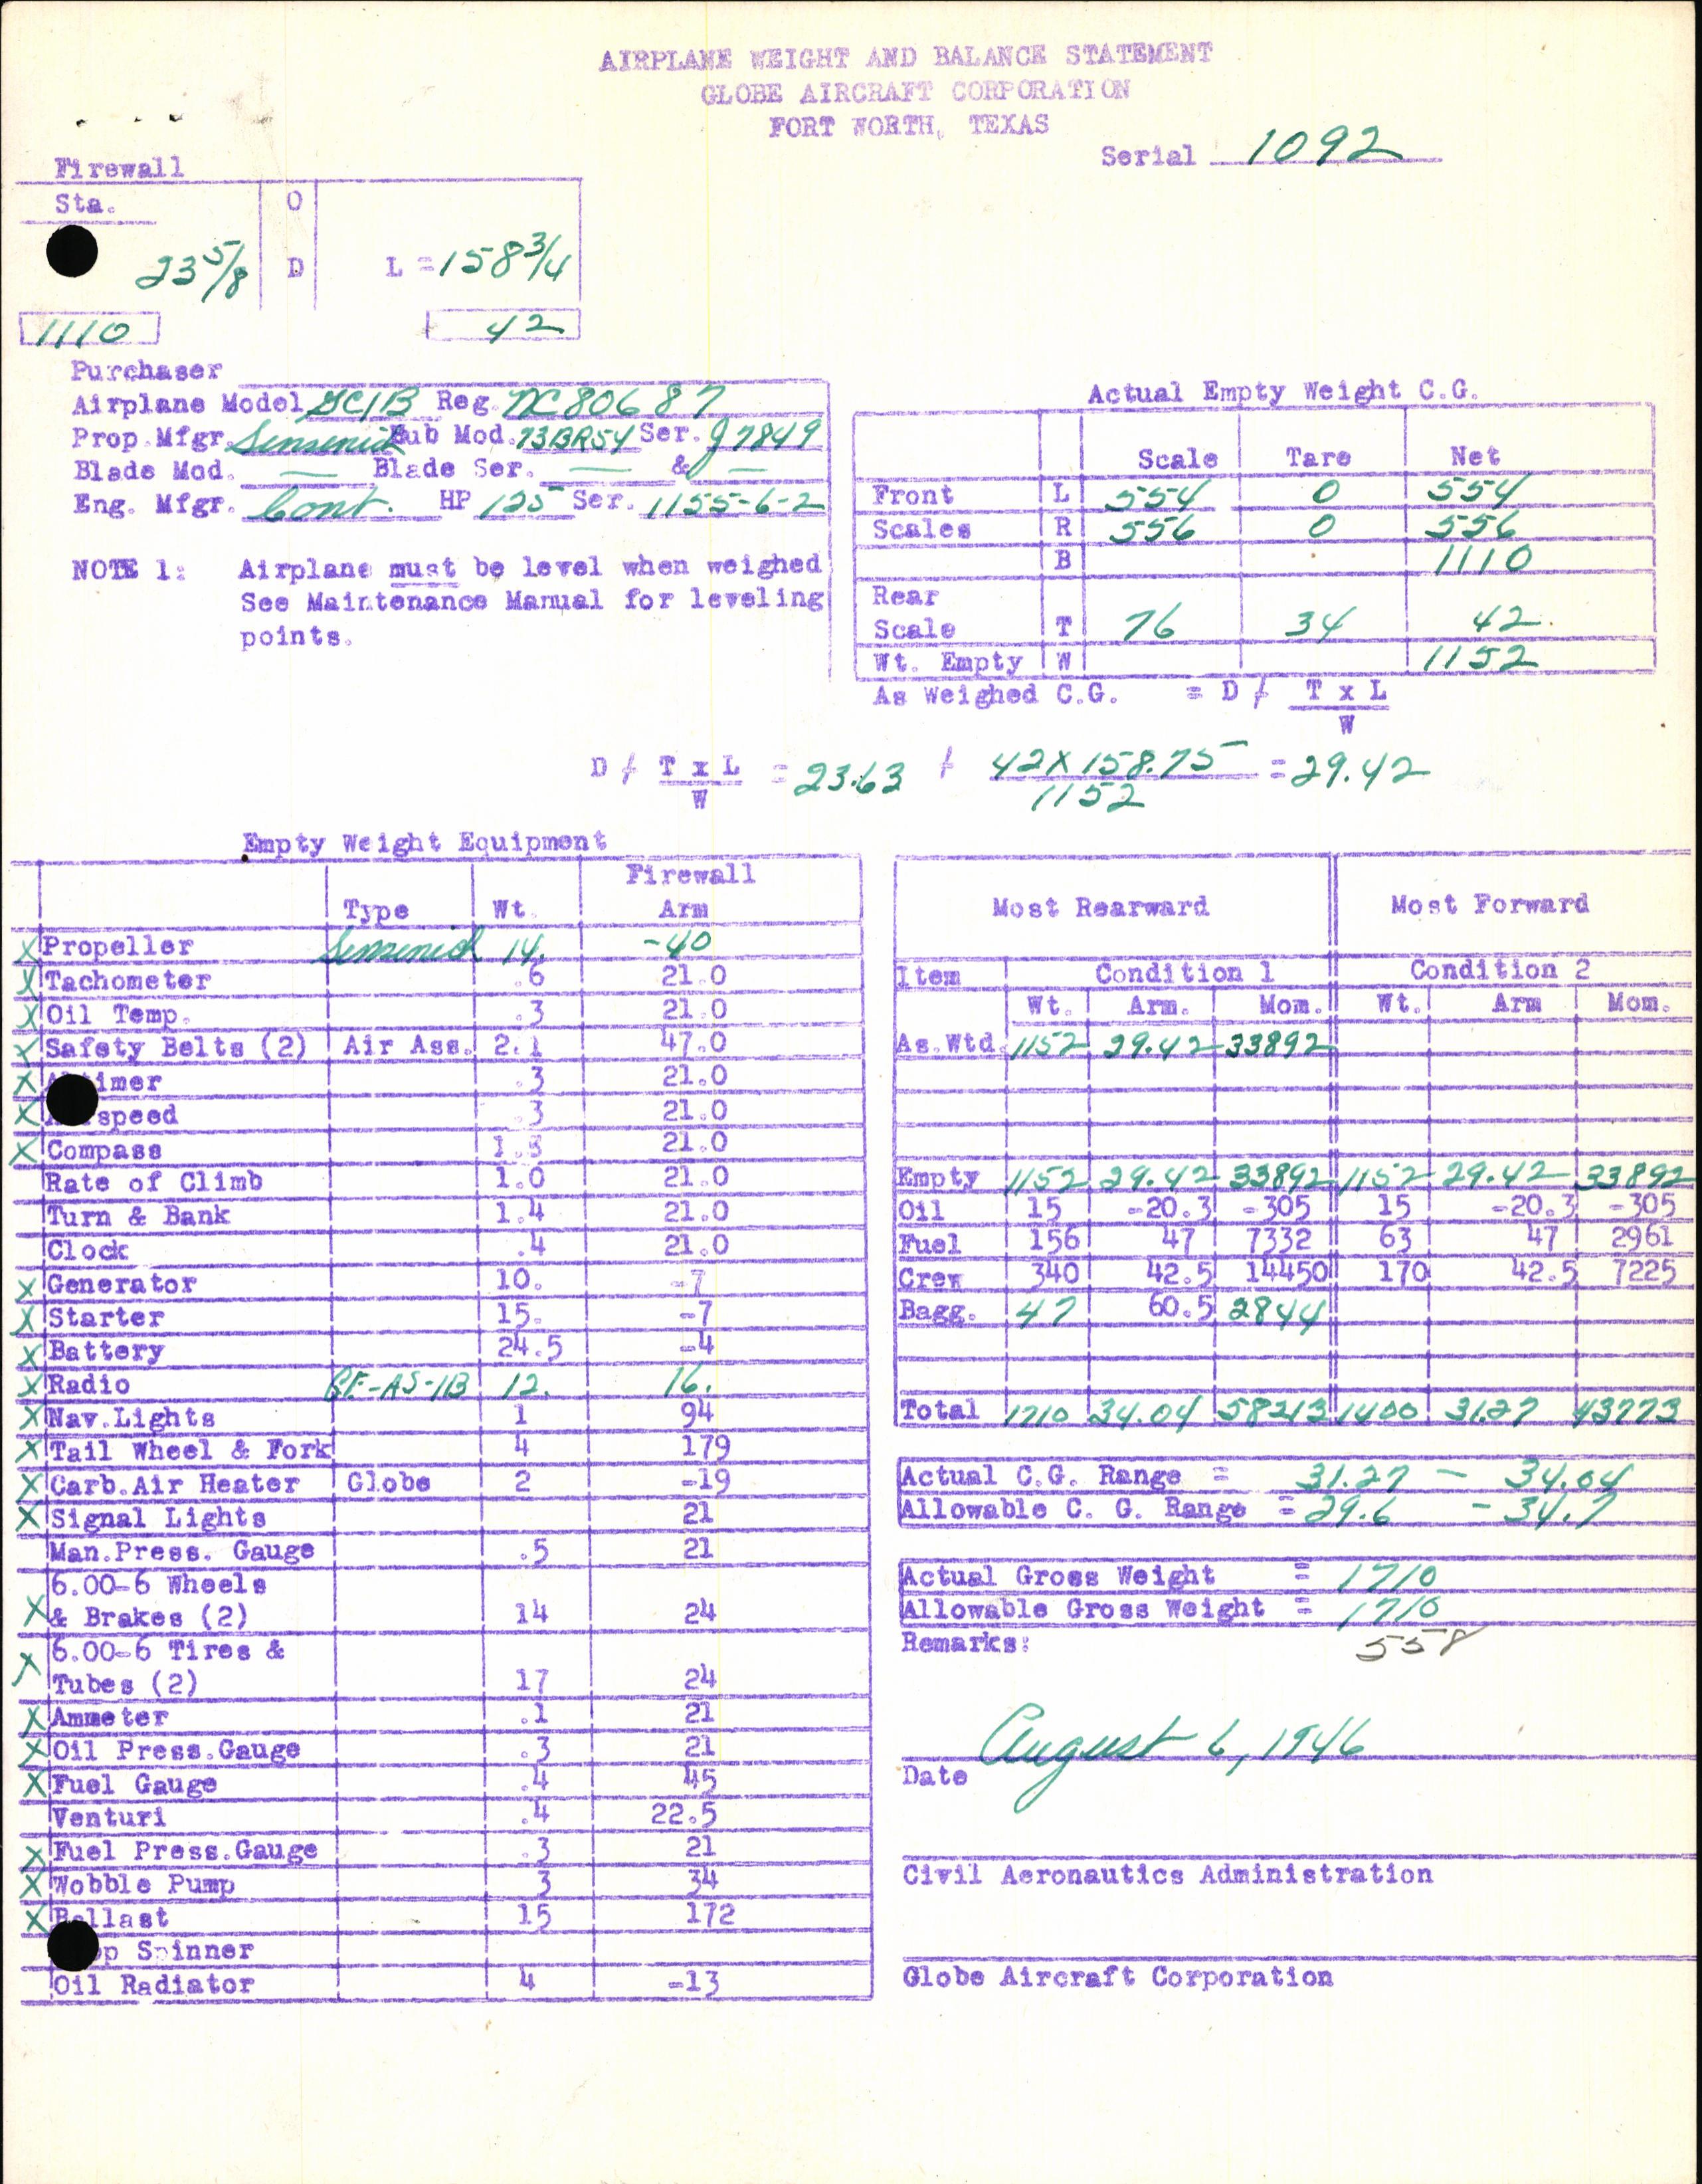 AIRPLANE WEIGHT AND BALANCE STATEMENT
GLOBE AIRCRAFT CORPORATION
FORT WORTH, TEXAS
Serial 1092
Firewall
Sta. O
23 5/8 D L = 158 3/4
1110 42
Purchaser
Airplane Model GC1B Reg. NC80687
Prop. Mfgr. Sensenich Hub Mod. 73BR54 Ser. J7849
Blade Mod. — Blade Ser. — & —
Eng. Mfgr. Cont. HP 125 Ser. 1155-6-2
NOTE 1: Airplane must be level when weighed
See Maintenance Manual for leveling
points.
Actual Empty Weight C.G.
Scale Tare Net
Front L 554 0 554
Scales R 556 0 556
B 1110
Rear
Scale T 76 34 42.
Wt. Empty W 1152
As Weighed C.G. = D / T x L
W
D / T x L = 23.63 / 42 X 158.75 = 29.42
W 1152
Empty Weight Equipment
Firewall
Type Wt. Arm
X Propeller Sensenich 14. -40
X Tachometer .6 21.0
X Oil Temp. .3 21.0
X Safety Belts (2) Air Ass. 2.1 47.0
X .3 21.0
X .3 21.0
X Compass 21.0
Rate of Climb 1.0 21.0
Turn & Bank 1.4 21.0
Clock .4 21.0
X Generator 10. -7
X Starter 15. -7
X Battery 24.5 -4
X Radio 12. 16.
X Nav.Lights 1 94
X Tail Wheel & Fork 4 179
X Carb.Air Heater Globe 2 -19
X Signal Lights 21
Man.Press. Gauge .5 21
6.00-6 Wheels
X & Brakes (2) 14 24
X 6.00-6 Tires &
Tubes (2) 17 24
X Ammeter .1 21
X Oil Press.Gauge .3 21
X Fuel Gauge .4 45
Venturi .4 22.5
X Fuel Press.Gauge .3 21
X Wobble Pump 3 34
X Ballast 15 172
Spinner
Oil Radiator 4 -13
Most Rearward Most Forward
Item Condition 1 Condition 2
Wt. Arm. Mom. Wt. Arm Mom.
As.Wtd. 1152 29.42 33892
Empty 1152 29.42 33892 1152 29.42 33892
Oil 15 -20.3 -305 15 -20.3 -305
Fuel 156 47 7332 63 47 2961
Crew 340 42.5 14450 170 42.5 7225
Bagg. 47 60.5 2844
Total 1710 34.04 58213 1400 31.27 43773
Actual C.G. Range = 31.27 — 34.04
Allowable C. G. Range = 29.6 - 34.7
Actual Gross Weight = 1710
Allowable Gross Weight = 1710
Remarks: 558
August 6, 1946
Date
Civil Aeronautics Administration
Globe Aircraft Corporation